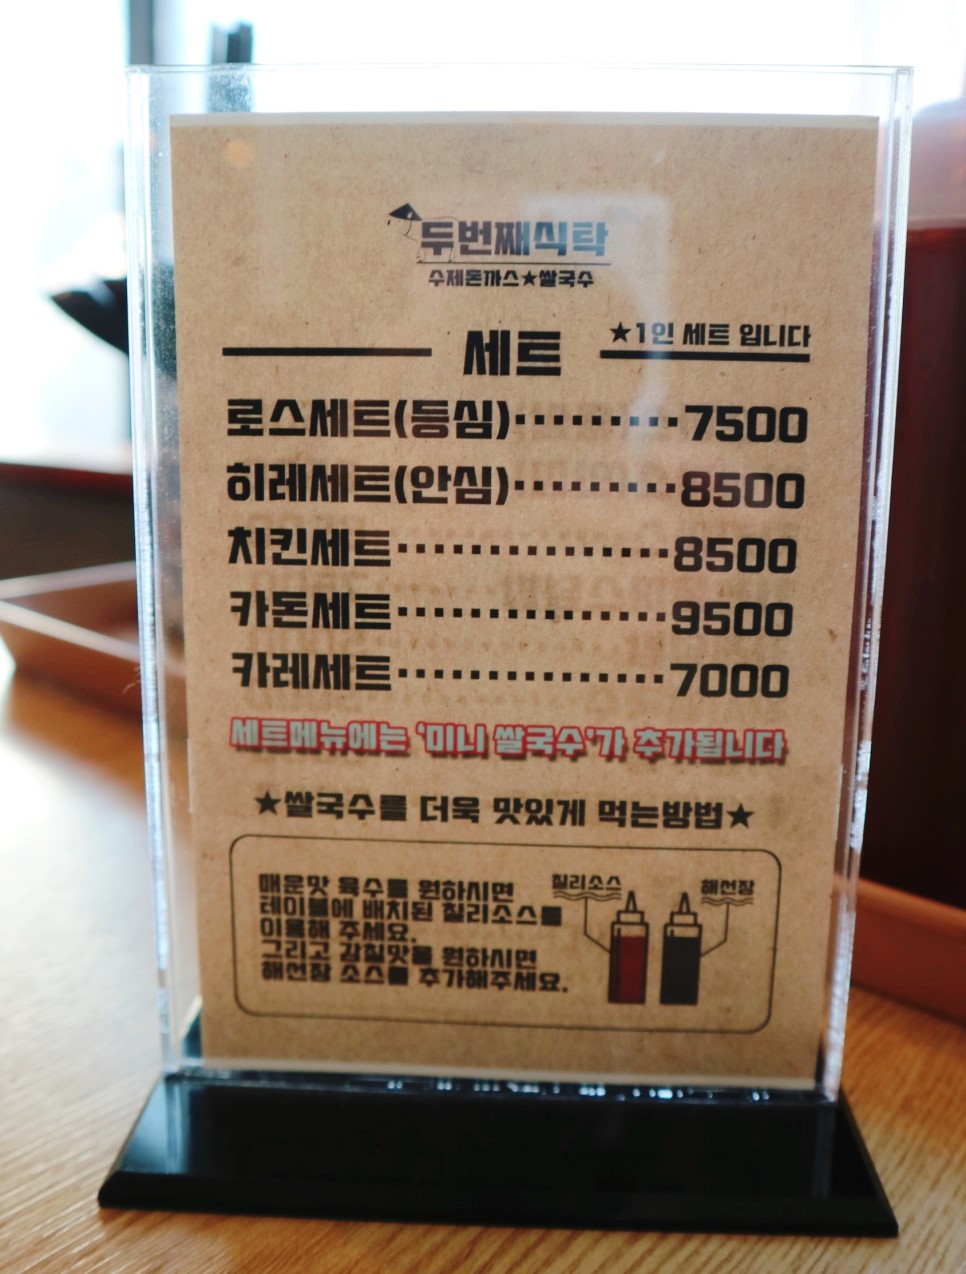 두번째식탁
수제돈까스★쌀국수
세트
★1인 세트 입니다
로스세트(등심)·········7500
히레세트(안심)·········8500
치킨세트···············8500
카돈세트···············9500
카레세트···············7000
세트메뉴에는 '미니 쌀국수'가 추가됩니다
★쌀국수를 더욱 맛있게 먹는방법★
매운맛 육수를 원하시면
테이블에 배치된 칠리소스를
이용해 주세요.
그리고 감칠맛을 원하시면
해선장 소스를 추가해주세요.
칠리소스
해선장